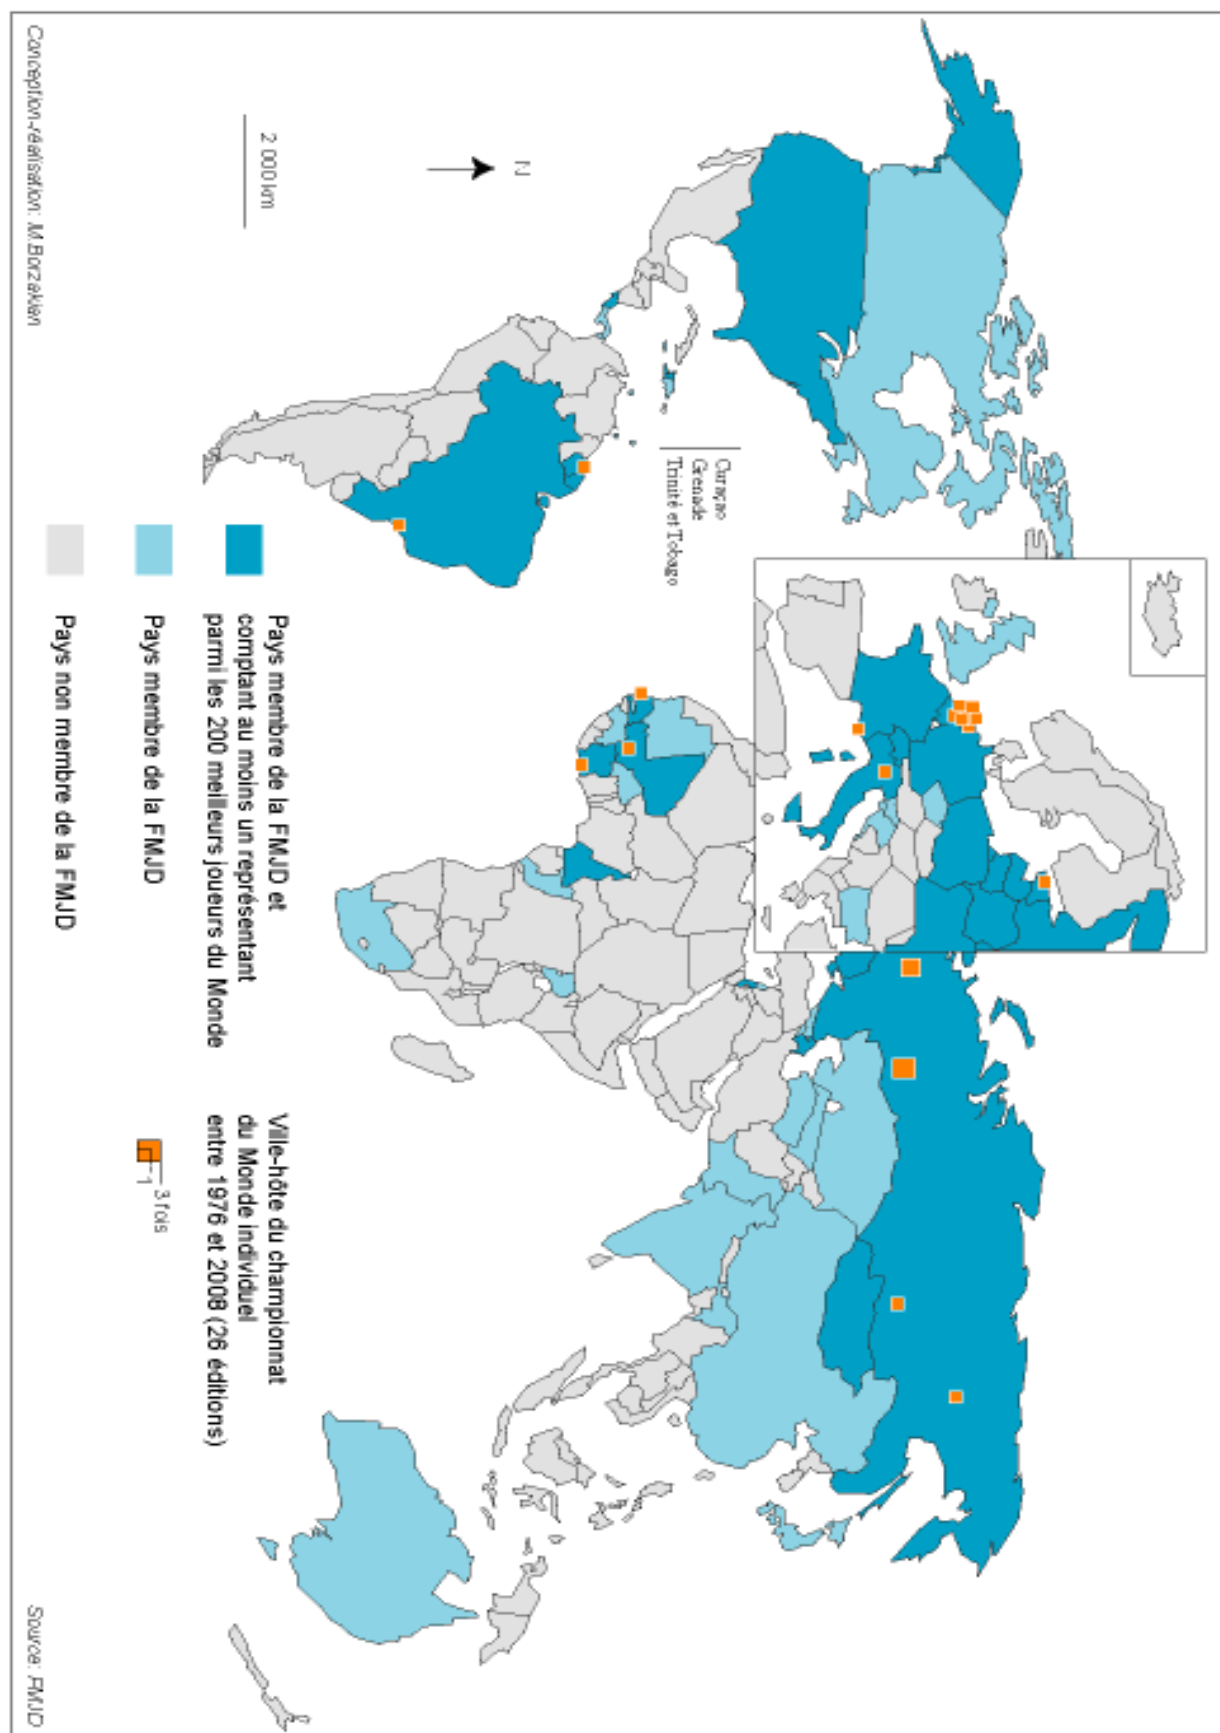 N
2 000 km
Curaçao
Grenade
Trinité et Tobago
Pays membre de la FMJD et
comptant au moins un représentant
parmi les 200 meilleurs joueurs du Monde
Pays membre de la FMJD
Pays non membre de la FMJD
Ville-hôte du championnat
du Monde individuel
entre 1976 et 2008 (26 éditions)
3 fois
1
Conception-réalisation: M.Borzakian
Source: FMJD